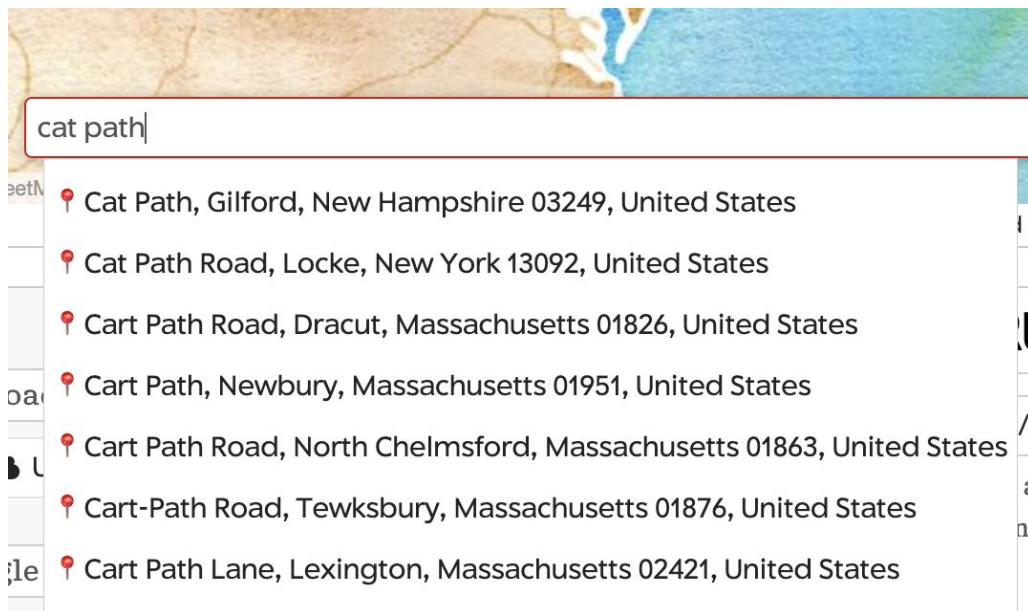 cat path
eetM
📍 Cat Path, Gilford, New Hampshire 03249, United States
📍 Cat Path Road, Locke, New York 13092, United States
📍 Cart Path Road, Dracut, Massachusetts 01826, United States
📍 Cart Path, Newbury, Massachusetts 01951, United States
📍 Cart Path Road, North Chelmsford, Massachusetts 01863, United States
📍 Cart-Path Road, Tewksbury, Massachusetts 01876, United States
📍 Cart Path Lane, Lexington, Massachusetts 02421, United States